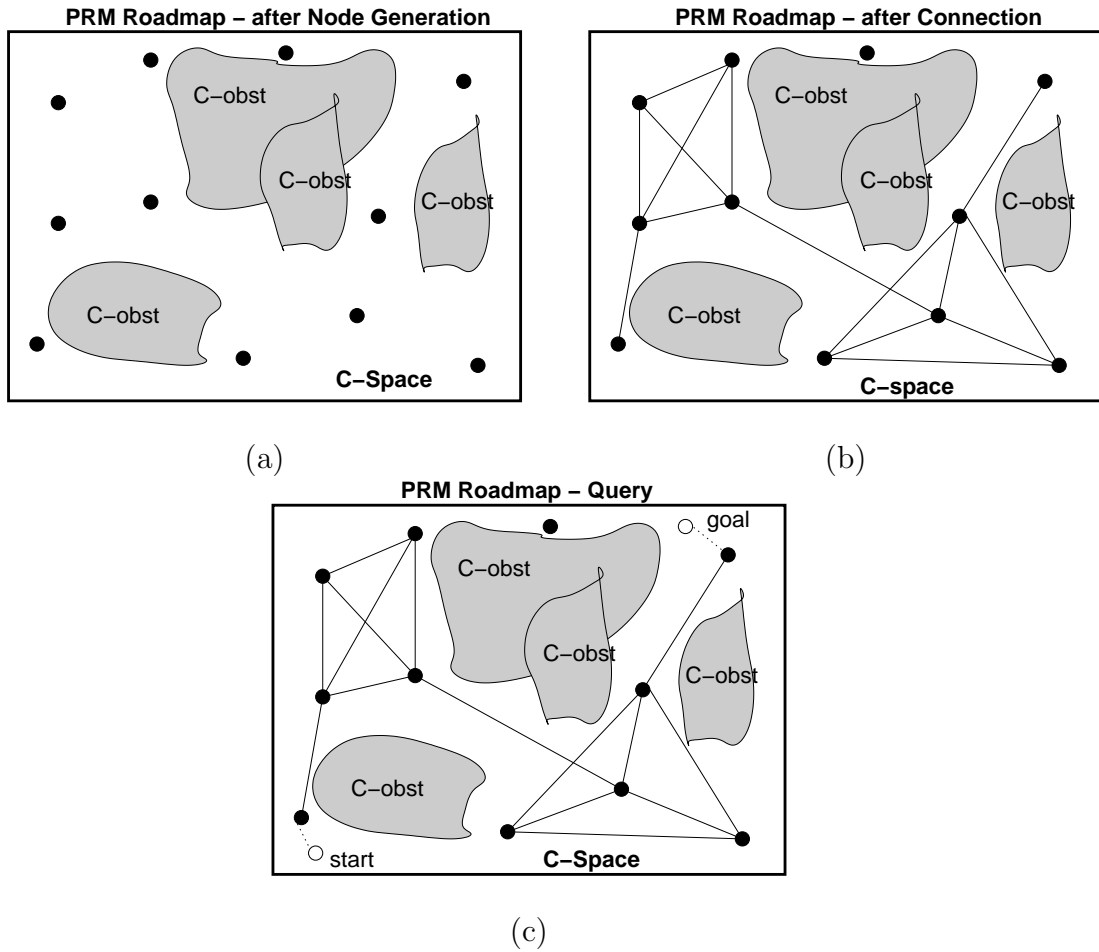 PRM Roadmap – after Node Generation
C–obst
C–obst
C–obst
C–obst
C–Space
(a)
PRM Roadmap – after Connection
C–obst
C–obst
C–obst
C–obst
C–space
(b)
PRM Roadmap – Query
goal
C–obst
C–obst
C–obst
C–obst
start
C–Space
(c)